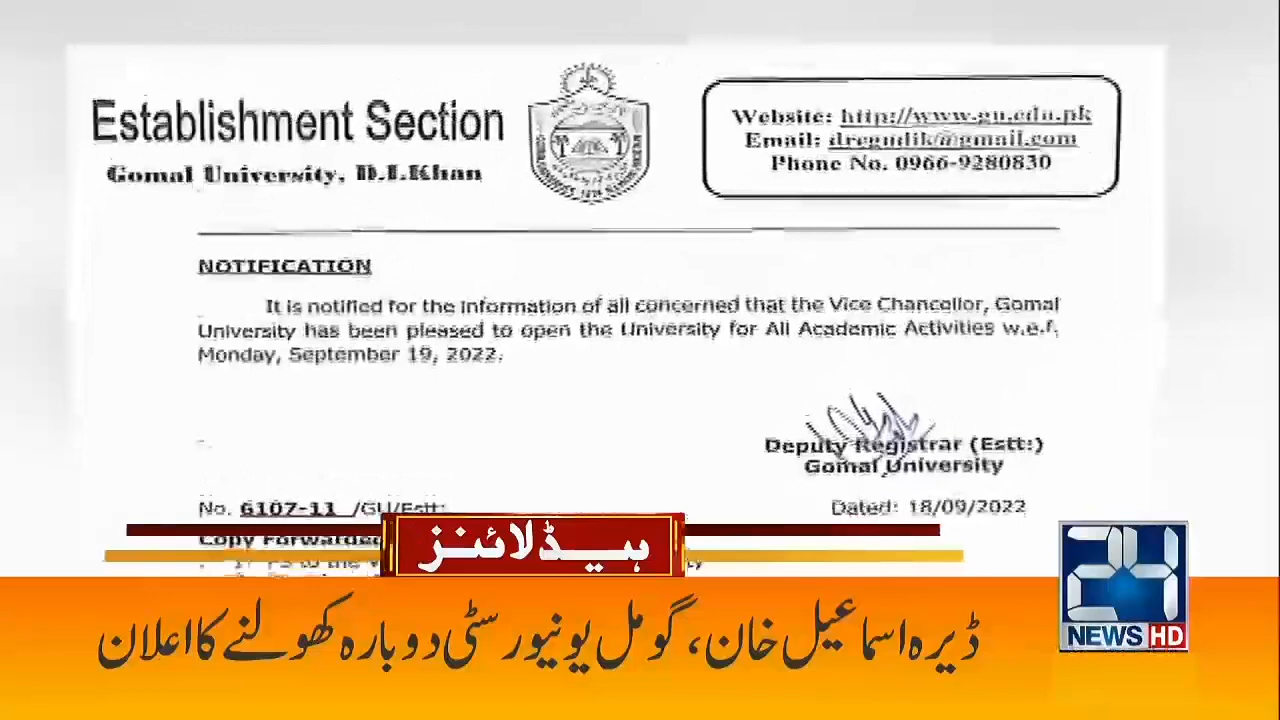 Establishment Section
Gomal University, D.I.Khan
Website: http://www.gu.edu.pk
Email: dregudik@gmail.com
Phone No. 0966-9280830
NOTIFICATION
It is notified for the information of all concerned that the Vice Chancellor, Gomal
University has been pleased to open the University for All Academic Activities w.e.f.
Monday, September 19, 2022.
Deputy Registrar (Estt:)
Gomal University
No. 6107-11 /GU/Estt:
Dated: 18/09/2022
Copy Forwarded
ہیڈلائنز
ڈیرہ اسماعیل خان، گومل یونیورسٹی دوبارہ کھولنے کا اعلان
24
NEWS HD